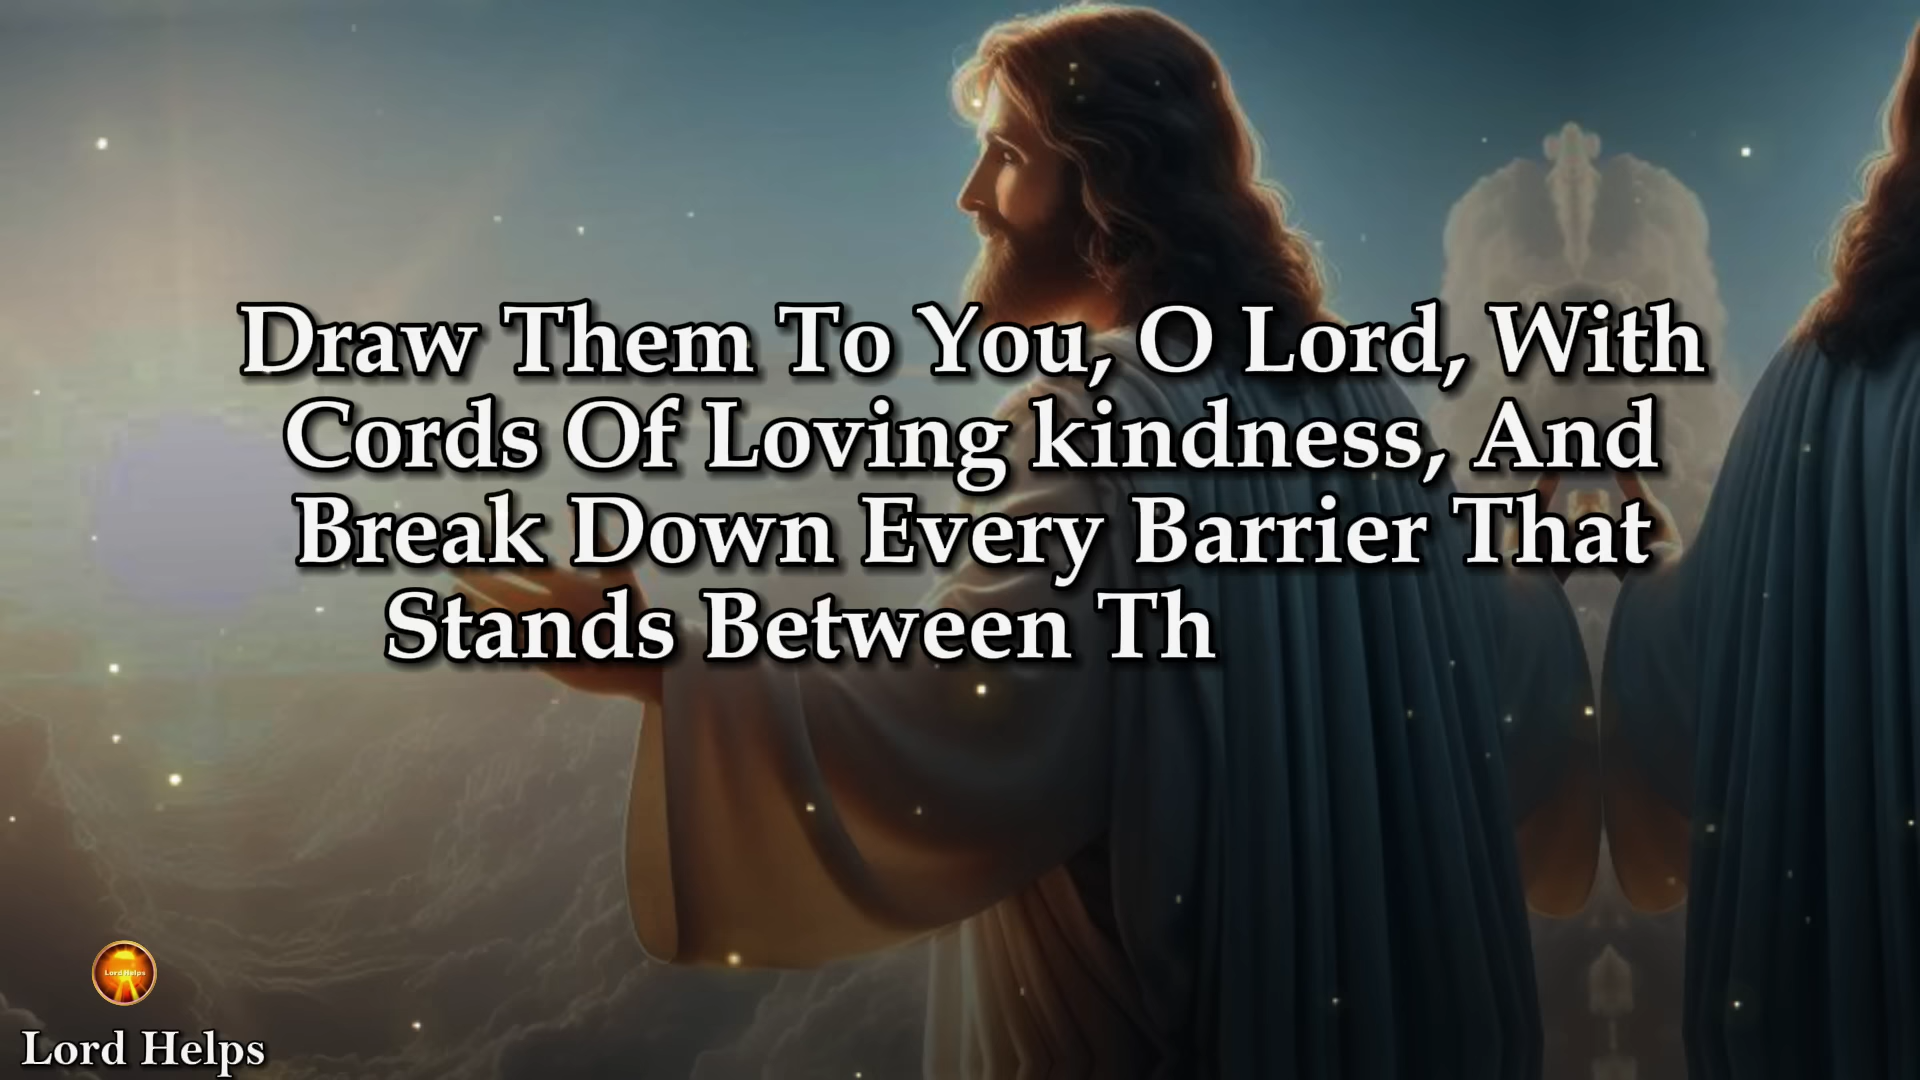 Draw Them To You, O Lord, With
Cords Of Loving kindness, And
Break Down Every Barrier That
Stands Between Th
Lord Helps
Lord Helps